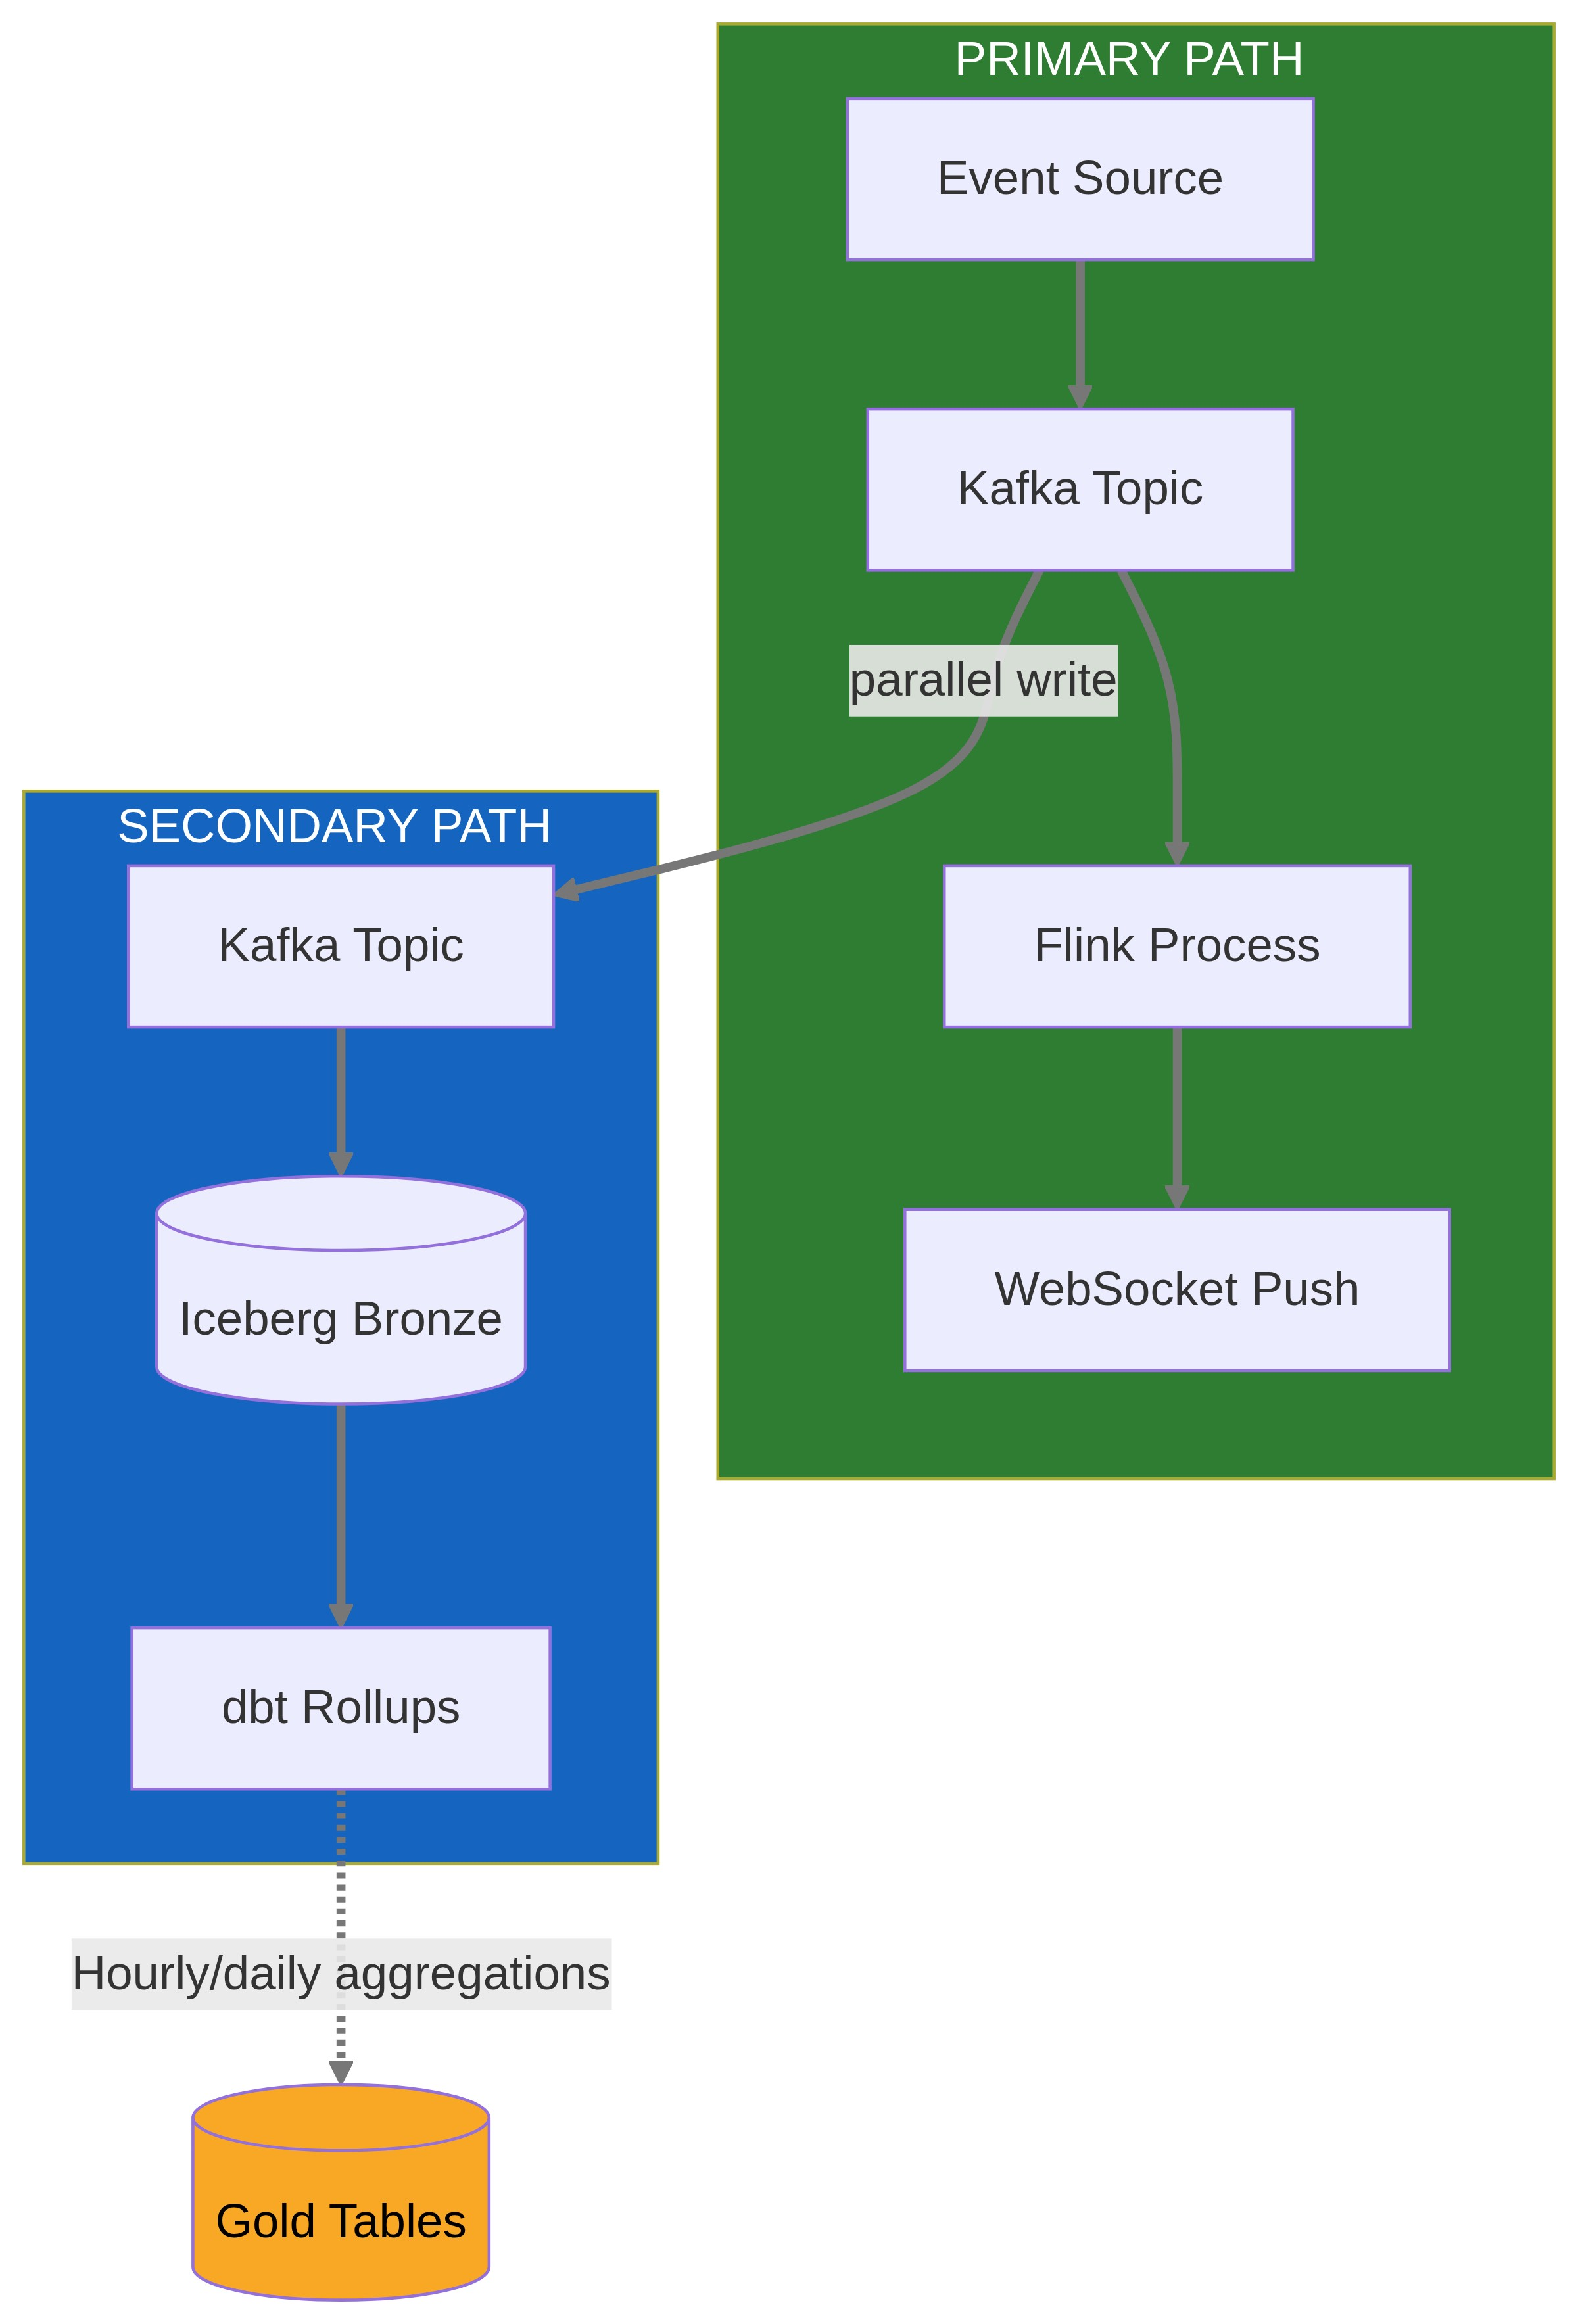 PRIMARY PATH
Event Source
Kafka Topic
parallel write
Flink Process
WebSocket Push
SECONDARY PATH
Kafka Topic
Iceberg Bronze
dbt Rollups
Hourly/daily aggregations
Gold Tables